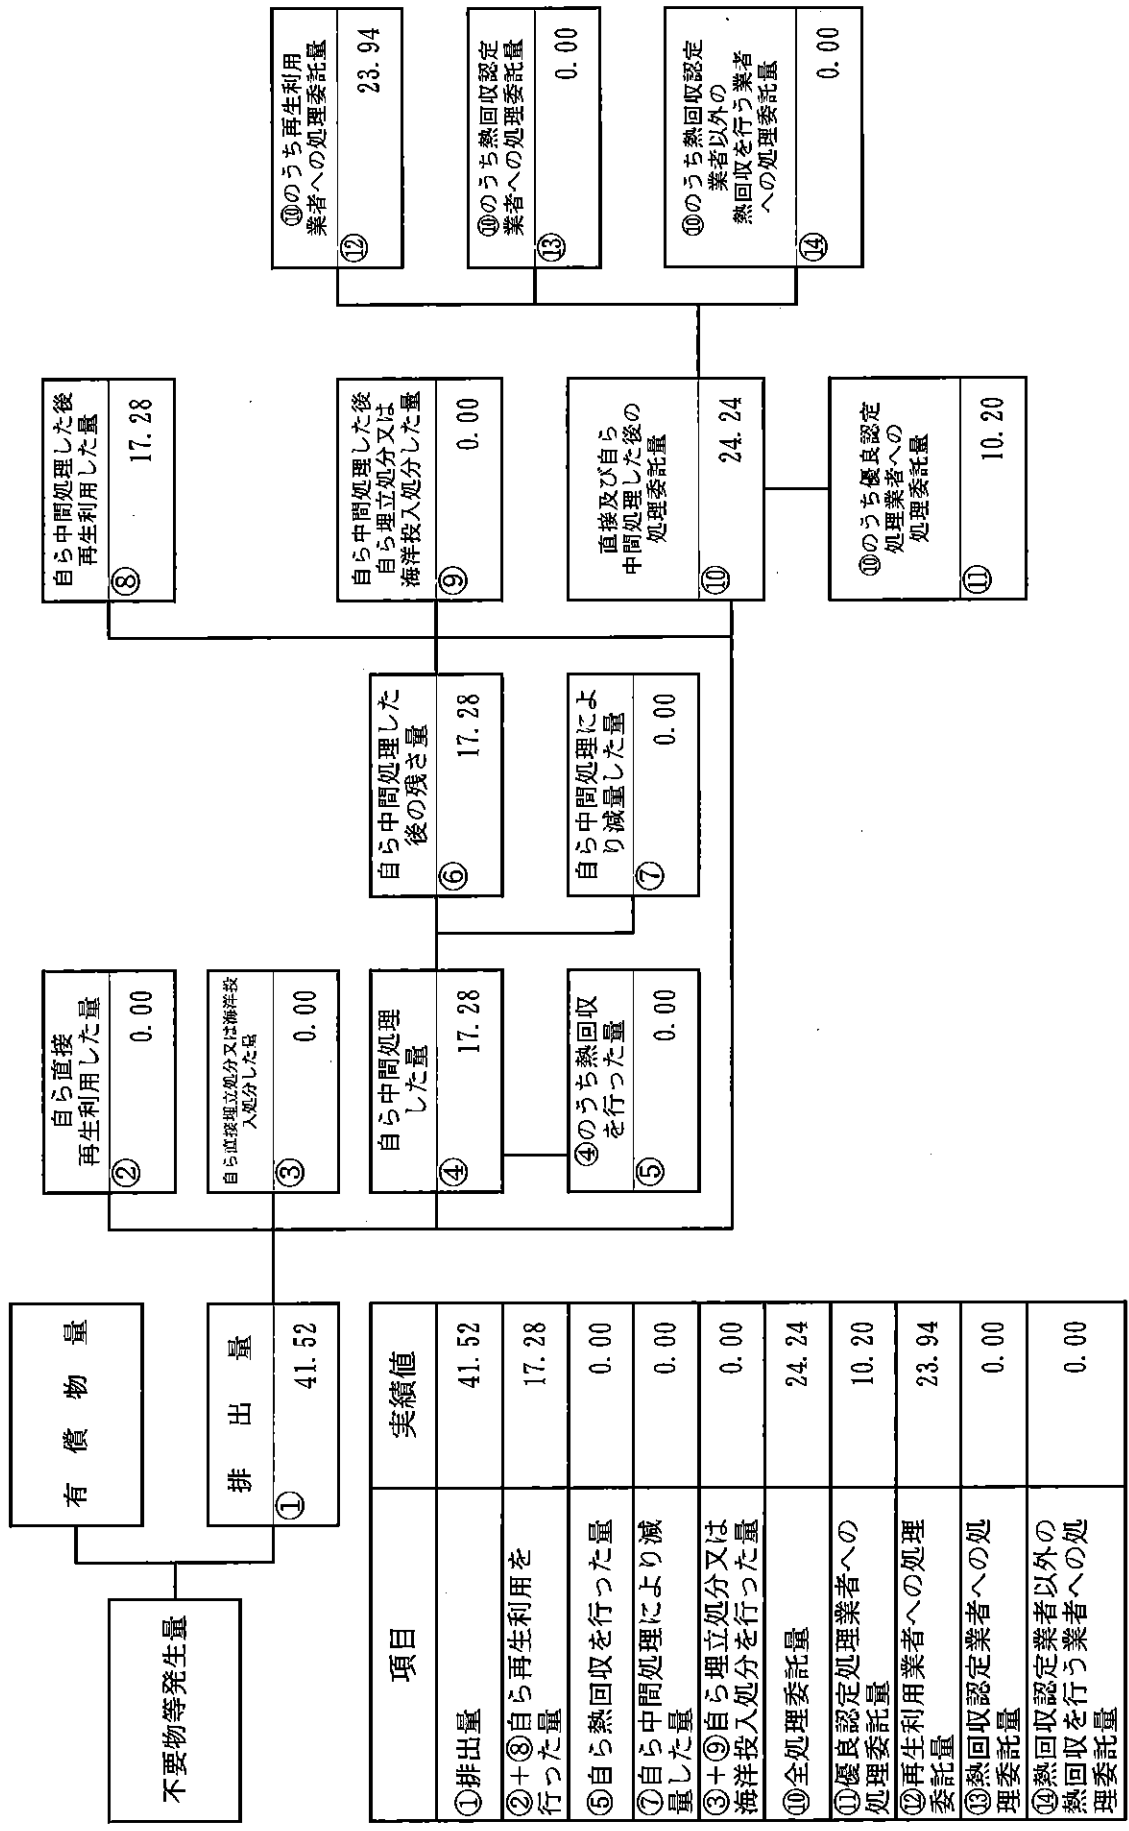 不要物等発生量
有償物量
排出量
①
41.52
自ら直接
再生利用した量
②
0.00
自ら直接埋立処分又は海洋投
入処分した量
③
0.00
自ら中間処理
した量
④
17.28
④のうち熱回収
を行った量
⑤
0.00
自ら中間処理した
後の残さ量
⑥
17.28
自ら中間処理によ
り減量した量
⑦
0.00
自ら中間処理した後
再生利用した量
⑧
17.28
自ら中間処理した後
自ら埋立処分又は
海洋投入処分した量
⑨
0.00
直接及び自ら
中間処理した後の
処理委託量
⑩
24.24
⑩のうち優良認定
処理業者への
処理委託量
⑪
10.20
⑩のうち再生利用
業者への処理委託量
⑫
23.94
⑩のうち熱回収認定
業者への処理委託量
⑬
0.00
⑩のうち熱回収認定
業者以外の
熱回収を行う業者
への処理委託量
⑭
0.00
項目 実績値
①排出量 41.52
②+⑧自ら再生利用を
行った量 17.28
⑤自ら熱回収を行った量 0.00
⑦自ら中間処理により減
量した量 0.00
③+⑨自ら埋立処分又は
海洋投入処分を行った量 0.00
⑩全処理委託量 24.24
⑪優良認定処理業者への
処理委託量 10.20
⑫再生利用業者への処理
委託量 23.94
⑬熱回収認定業者への処
理委託量 0.00
⑭熱回収認定業者以外の
熱回収を行う業者への処
理委託量 0.00